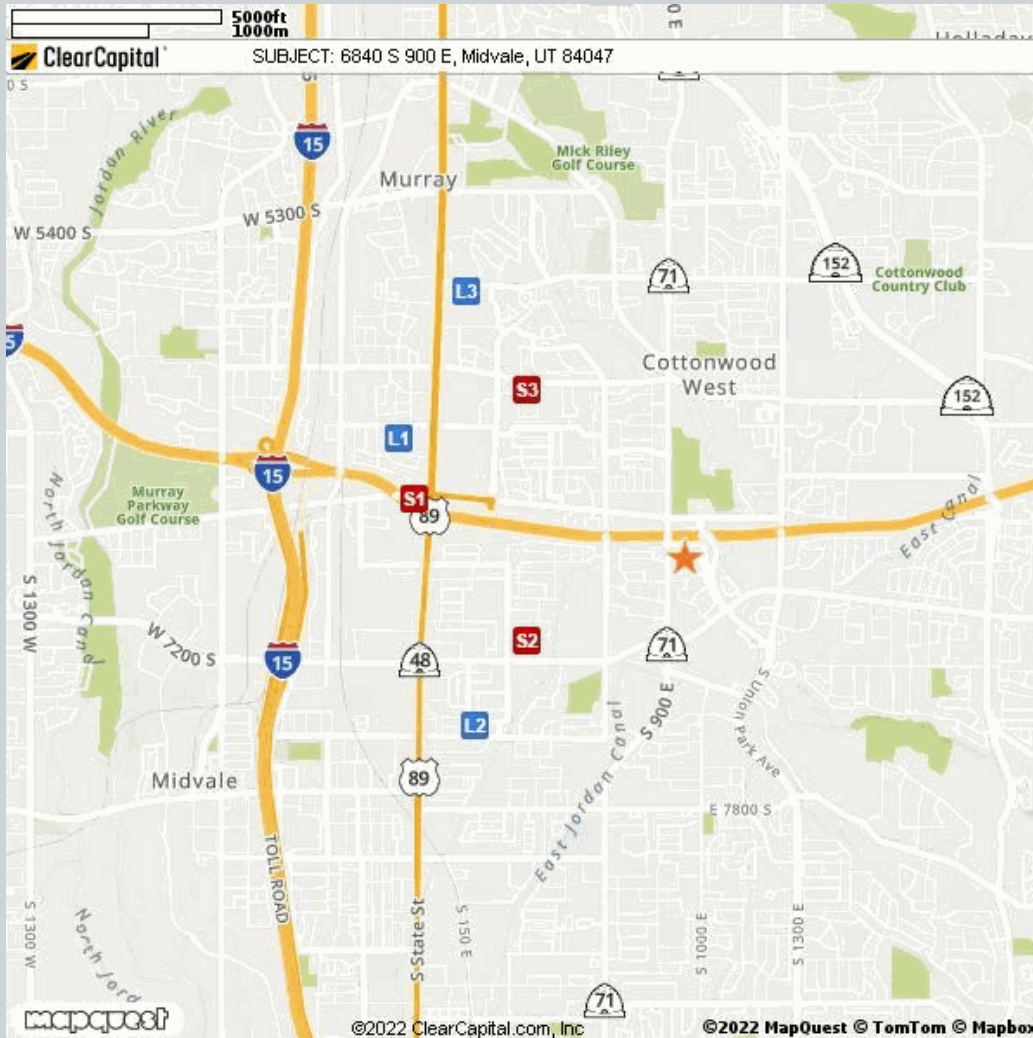 5000ft
1000m
ClearCapital
SUBJECT: 6840 S 900 E, Midvale, UT 84047
Holladay
Jordan River
15
Mick Riley
Golf Course
Murray
W 5300 S
W 5400 S
152
71
Cottonwood
Country Club
L3
Cottonwood
West
S3
152
L1
15
S1
89
Murray
Parkway
Golf Course
North Jordan Canal
East Canal
S 1300 W
W 7200 S
S2
71
48
15
S 900 E
S Union Park Ave
L2
East Jordan Canal
Midvale
89
E 7800 S
TOLL ROAD
S State St
S 150 E
S 1000 E
S 1300 E
S 1300 W
North Jord
71
mapquest
©2022 ClearCapital.com, Inc
©2022 MapQuest © TomTom © Mapbox